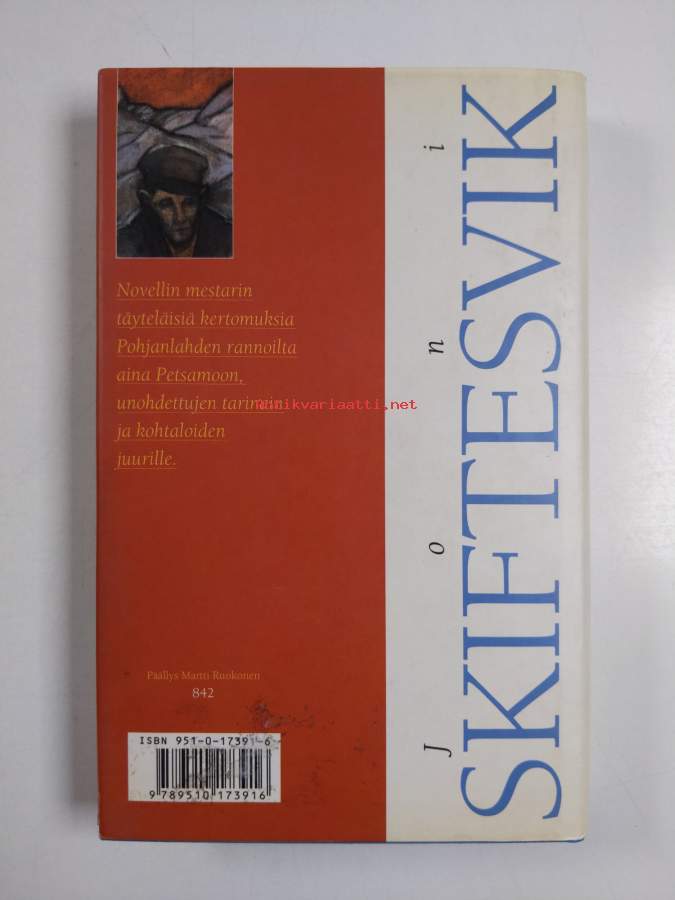 Novellin mestarin
täyteläisiä kertomuksia
Pohjanlahden rannoilta
aina Petsamoon,
unohdettujen tarinoin
ja kohtaloiden
juurille.
antikvariaatti.net
Päällys Martti Ruokonen
842
ISBN 951-0-17391-6
9 789510 173916
Joni
SKIFTESVIK